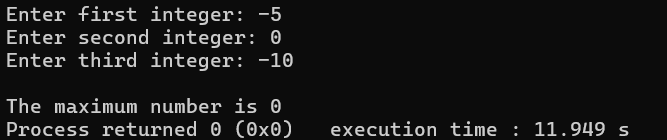 Enter first integer: -5
Enter second integer: 0
Enter third integer: -10

The maximum number is 0
Process returned 0 (0x0)   execution time : 11.949 s